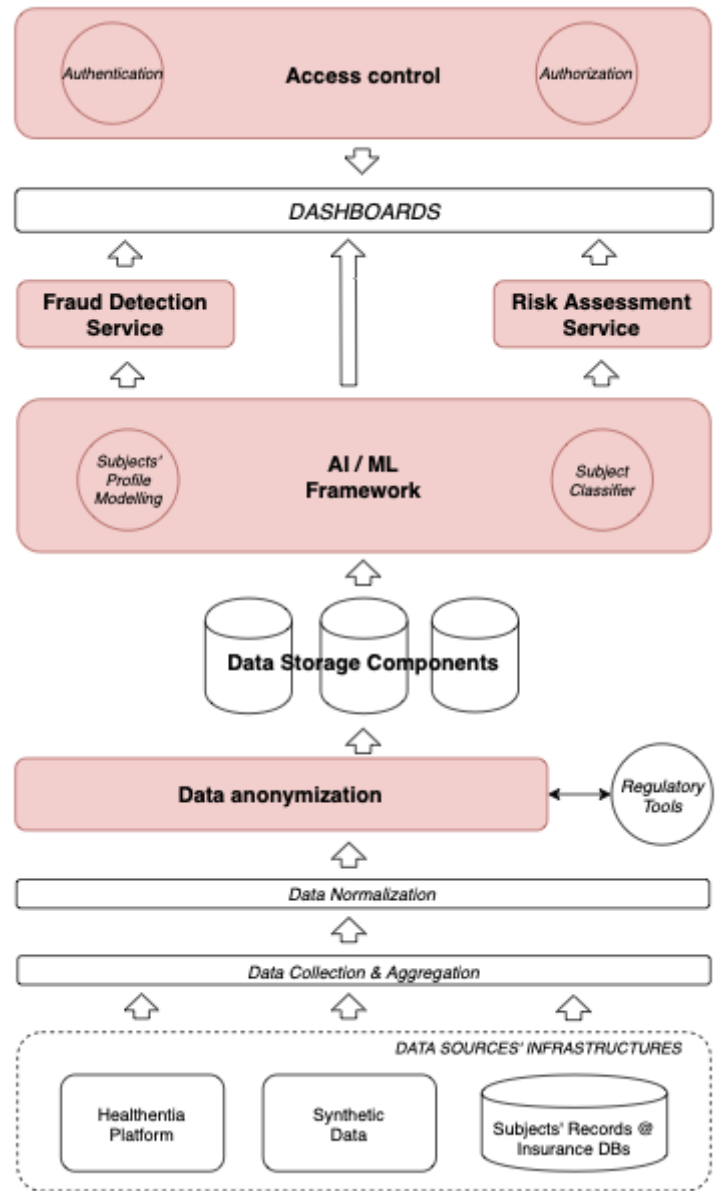 Authentication
Access control
Authorization
DASHBOARDS
Fraud Detection
Service
Risk Assessment
Service
Subjects'
Profile
Modelling
AI / ML
Framework
Subject
Classifier
Data Storage Components
Data anonymization
Regulatory
Tools
Data Normalization
Data Collection & Aggregation
DATA SOURCES' INFRASTRUCTURES
Healthentia
Platform
Synthetic
Data
Subjects' Records @
Insurance DBs